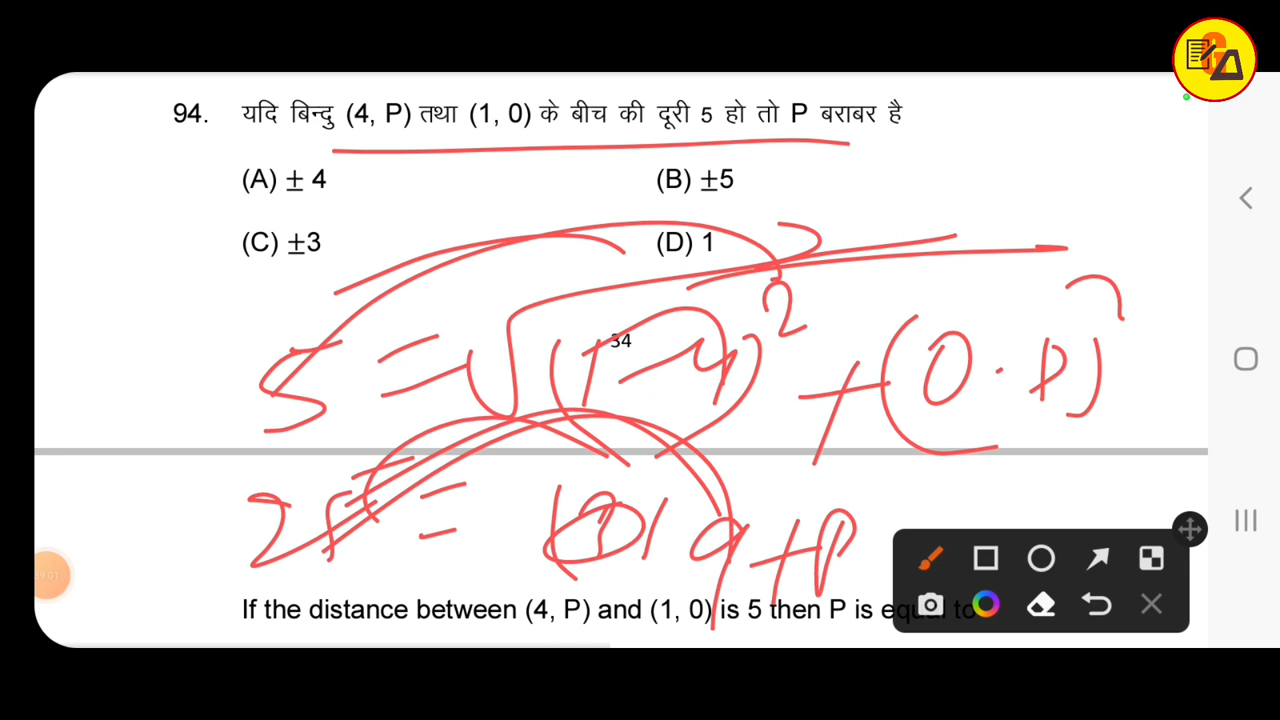 94. यदि बिन्दु (4, P) तथा (1, 0) के बीच की दूरी 5 हो तो P बराबर है
(A) ± 4 (B) ±5
(C) ±3 (D) 1
34
5 = √(1-4)² + (0 - P)²
25 = 9 + P
If the distance between (4, P) and (1, 0) is 5 then P is equal to